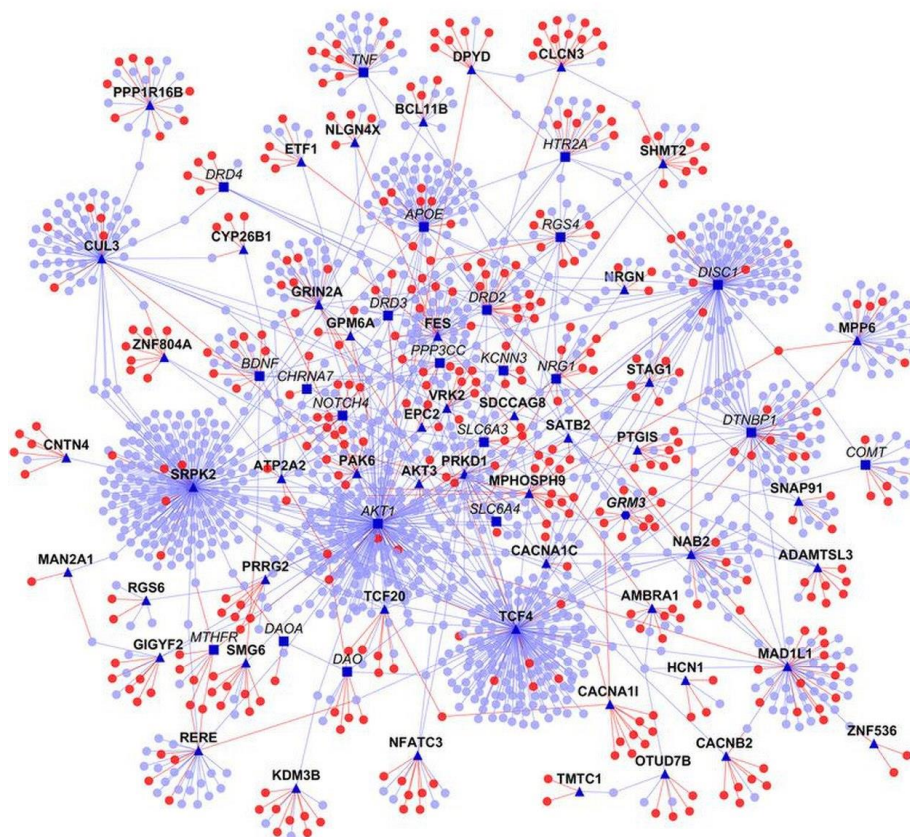 TNF
DPYD
CLCN3
PPP1R16B
BCL11B
NLGN4X
ETF1
HTR2A
SHMT2
DRD4
APOE
CYP26B1
RGS4
CUL3
NRGN
DISC1
GRIN2A
DRD3
DRD2
GPM6A
FES
MPP6
ZNF804A
BDNF
PPP3CC
KCNN3
NRG1
CHRNA7
STAG1
VRK2
SDCCAG8
NOTCH4
EPC2
SATB2
DTNBP1
SLC6A3
PTGIS
CNTN4
COMT
SRPK2
ATP2A2
PAK6
AKT3
PRKD1
MPHOSPH9
SNAP91
AKT1
SLC6A4
GRM3
MAN2A1
CACNA1C
NAB2
ADAMTSL3
PRRG2
RGS6
TCF20
AMBRA1
TCF4
MTHFR
DAOA
GIGYF2
SMG6
DAO
HCN1
MAD1L1
CACNA1I
RERE
NFATC3
ZNF536
KDM3B
CACNB2
OTUD7B
TMTC1